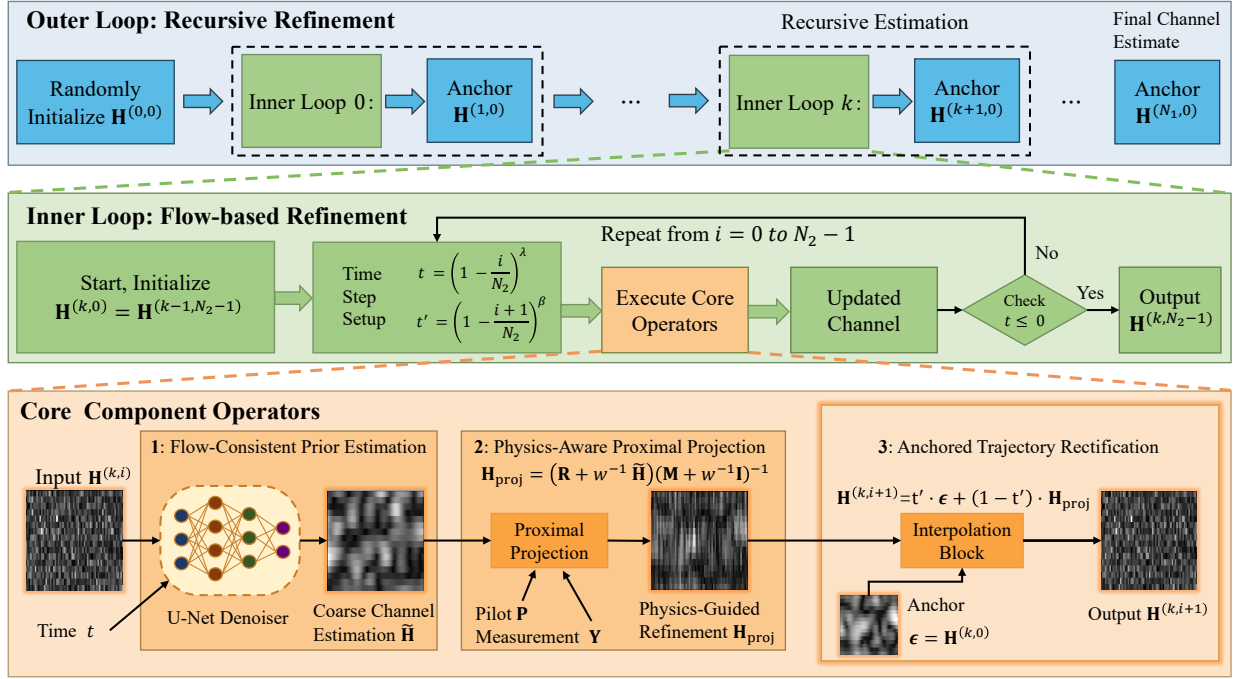 Outer Loop: Recursive Refinement
Recursive Estimation
Final Channel
Estimate
Randomly
Initialize 𝐇^(0,0)
Inner Loop 0:
Anchor
𝐇^(1,0)
...
Inner Loop k:
Anchor
𝐇^(k+1,0)
...
Anchor
𝐇^(N₁,0)
Inner Loop: Flow-based Refinement
Repeat from i = 0 to N₂ − 1
No
Start, Initialize
𝐇^(k,0) = 𝐇^(k−1,N₂−1)
Time
Step
Setup
t = (1 − i/N₂)^λ
t′ = (1 − (i+1)/N₂)^β
Execute Core
Operators
Updated
Channel
Check
t ≤ 0
Yes
Output
𝐇^(k,N₂−1)
Core Component Operators
1: Flow-Consistent Prior Estimation
Input 𝐇^(k,i)
Time t
U-Net Denoiser
Coarse Channel
Estimation 𝐇̃
2: Physics-Aware Proximal Projection
𝐇_proj = (𝐑 + w⁻¹ 𝐇̃)(𝐌 + w⁻¹𝐈)⁻¹
Proximal
Projection
Pilot 𝐏
Measurement 𝐘
Physics-Guided
Refinement 𝐇_proj
3: Anchored Trajectory Rectification
𝐇^(k,i+1)=t′ · 𝝐 + (1 − t′) · 𝐇_proj
Interpolation
Block
Anchor
𝝐 = 𝐇^(k,0)
Output 𝐇^(k,i+1)